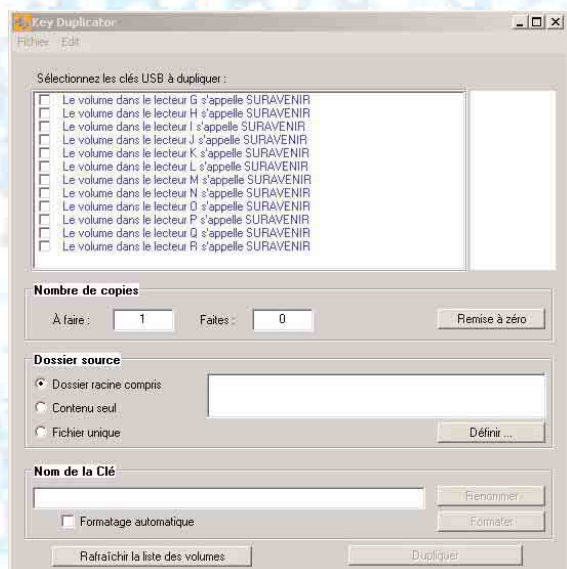 Key Duplicator
Fichier Edit
Sélectionnez les clés USB à dupliquer :
Le volume dans le lecteur G s'appelle SURAVENIR
Le volume dans le lecteur H s'appelle SURAVENIR
Le volume dans le lecteur I s'appelle SURAVENIR
Le volume dans le lecteur J s'appelle SURAVENIR
Le volume dans le lecteur K s'appelle SURAVENIR
Le volume dans le lecteur L s'appelle SURAVENIR
Le volume dans le lecteur M s'appelle SURAVENIR
Le volume dans le lecteur N s'appelle SURAVENIR
Le volume dans le lecteur O s'appelle SURAVENIR
Le volume dans le lecteur P s'appelle SURAVENIR
Le volume dans le lecteur Q s'appelle SURAVENIR
Le volume dans le lecteur R s'appelle SURAVENIR
Nombre de copies
À faire : 1 Faites : 0 Remise à zéro
Dossier source
Dossier racine compris
Contenu seul
Fichier unique Définir ...
Nom de la Clé
Renommer
Formatage automatique Formater
Rafraîchir la liste des volumes Dupliquer